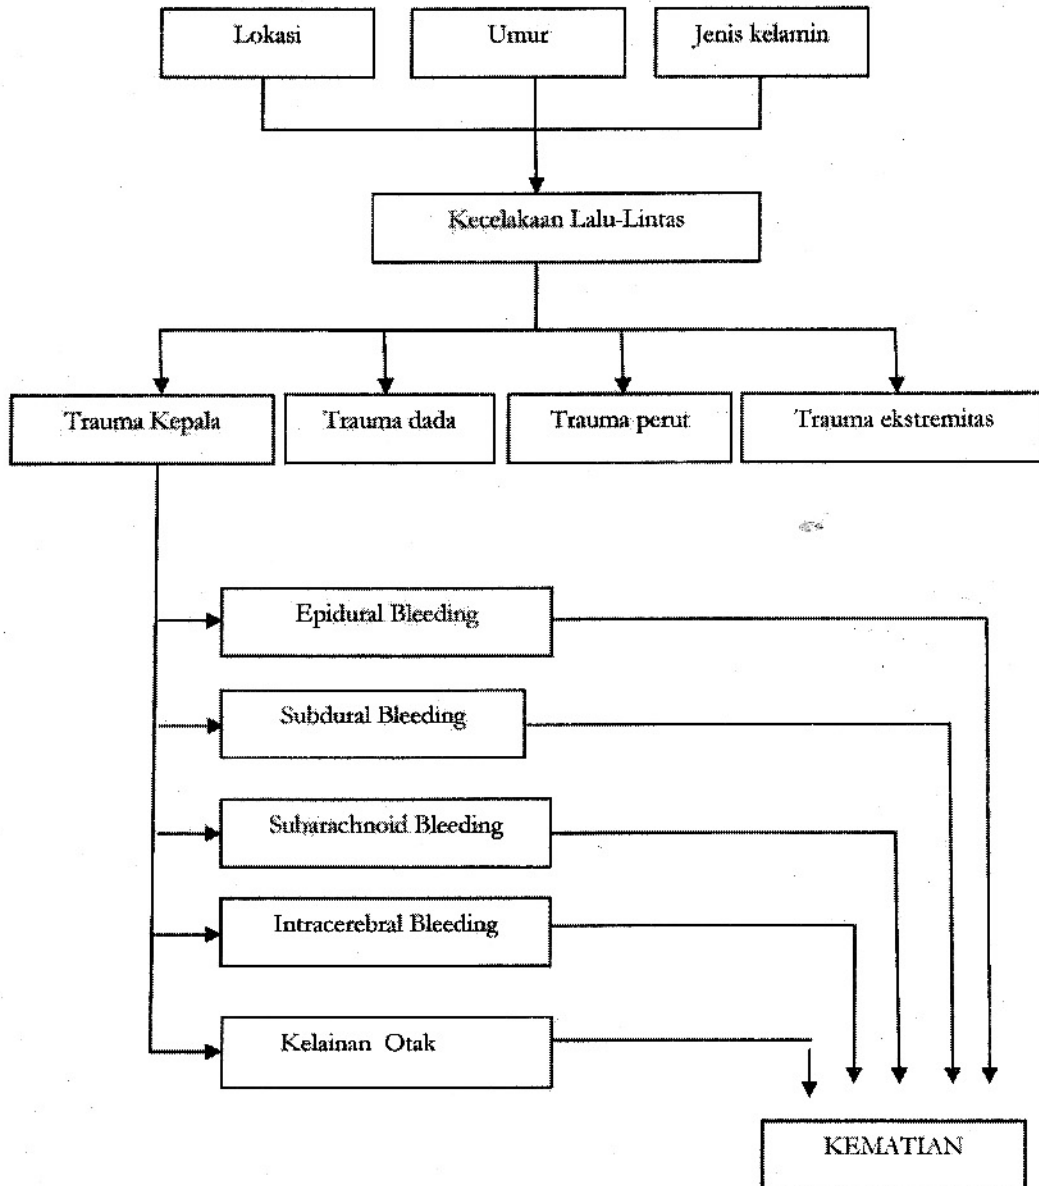 Lokasi
Umur
Jenis kelamin
Kecelakaan Lalu-Lintas
Trauma Kepala
Trauma dada
Trauma perut
Trauma ekstremitas
Epidural Bleeding
Subdural Bleeding
Subarachnoid Bleeding
Intracerebral Bleeding
Kelainan Otak
KEMATIAN